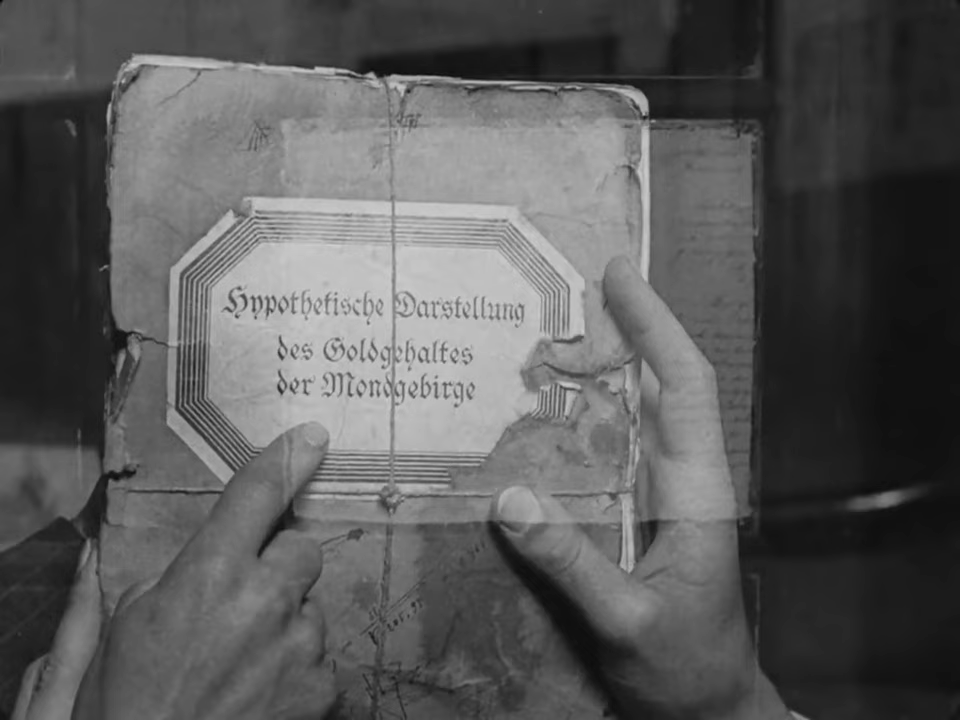 Hypothetische Darstellung
des Goldgehaltes
der Mondgebirge